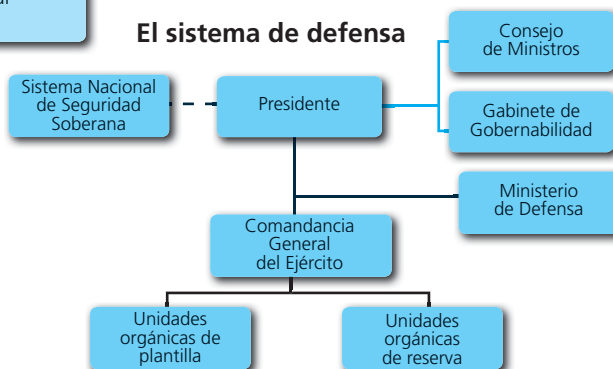 El sistema de defensa
Consejo
de Ministros
Sistema Nacional
de Seguridad
Soberana
Presidente
Gabinete de
Gobernabilidad
Ministerio
de Defensa
Comandancia
General
del Ejército
Unidades
orgánicas de
plantilla
Unidades
orgánicas
de reserva